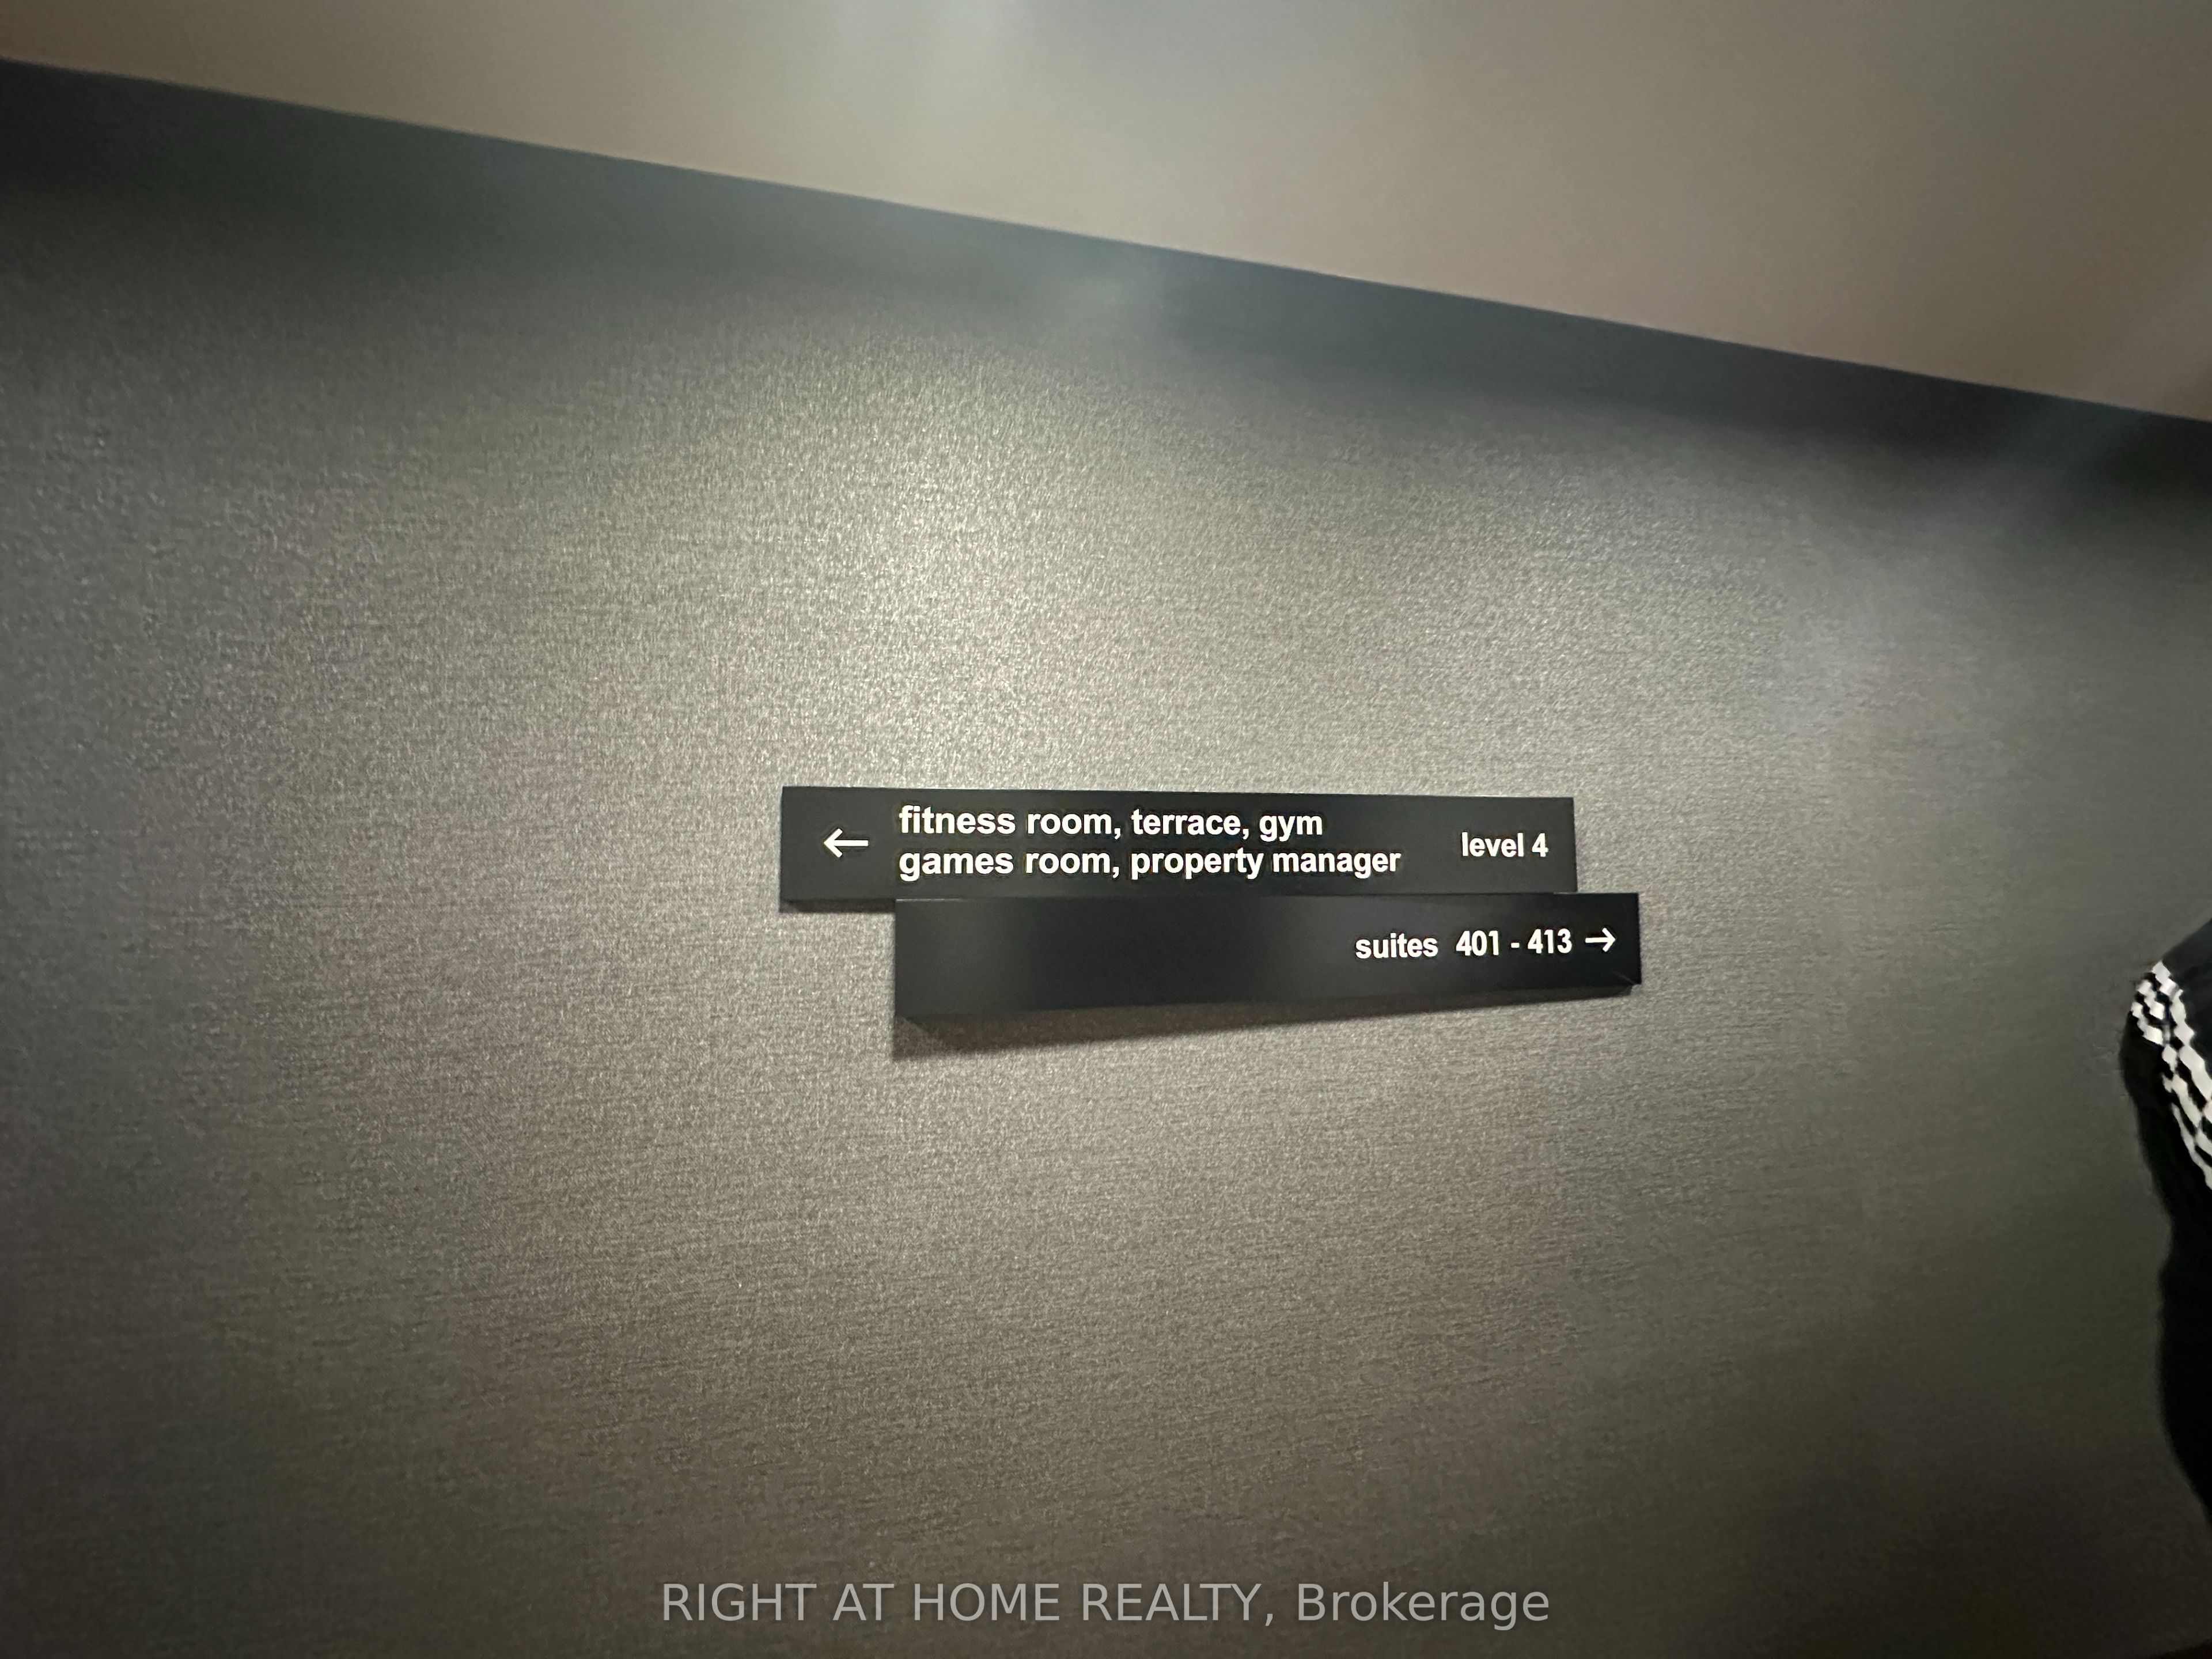 ← fitness room, terrace, gym
games room, property manager
level 4
suites 401 - 413 →
RIGHT AT HOME REALTY, Brokerage